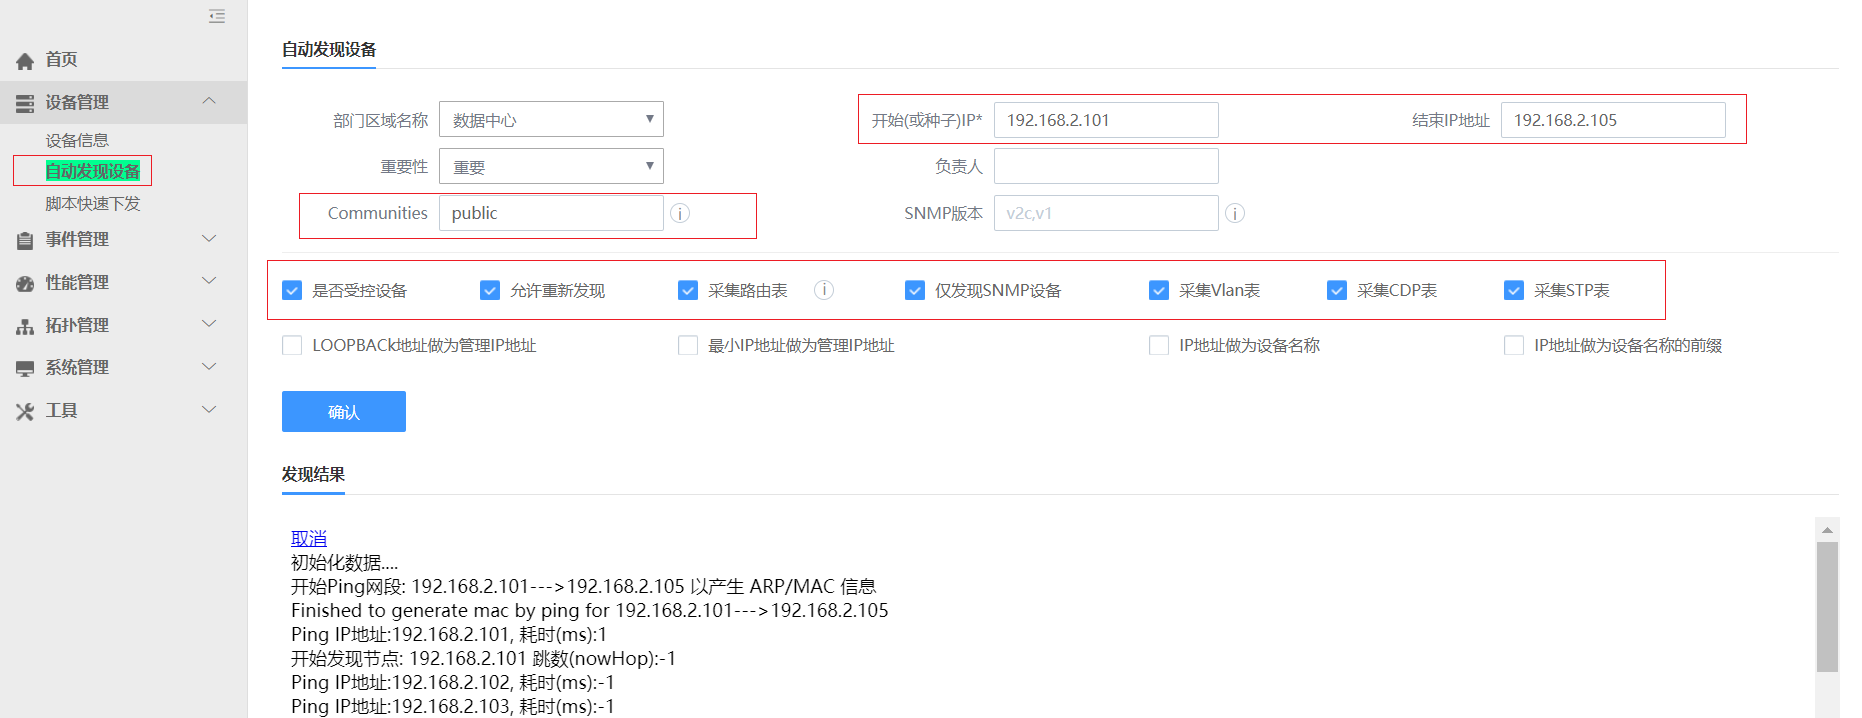 首页
设备管理
设备信息
自动发现设备
脚本快速下发
事件管理
性能管理
拓扑管理
系统管理
工具
自动发现设备
部门区域名称 数据中心 开始(或种子)IP* 192.168.2.101 结束IP地址 192.168.2.105
重要性 重要 负责人
Communities public SNMP版本 v2c,v1
是否受控设备 允许重新发现 采集路由表 仅发现SNMP设备 采集Vlan表 采集CDP表 采集STP表
LOOPBACk地址做为管理IP地址 最小IP地址做为管理IP地址 IP地址做为设备名称 IP地址做为设备名称的前缀
确认
发现结果
取消
初始化数据....
开始Ping网段: 192.168.2.101--->192.168.2.105 以产生 ARP/MAC 信息
Finished to generate mac by ping for 192.168.2.101--->192.168.2.105
Ping IP地址:192.168.2.101, 耗时(ms):1
开始发现节点: 192.168.2.101 跳数(nowHop):-1
Ping IP地址:192.168.2.102, 耗时(ms):-1
Ping IP地址:192.168.2.103, 耗时(ms):-1